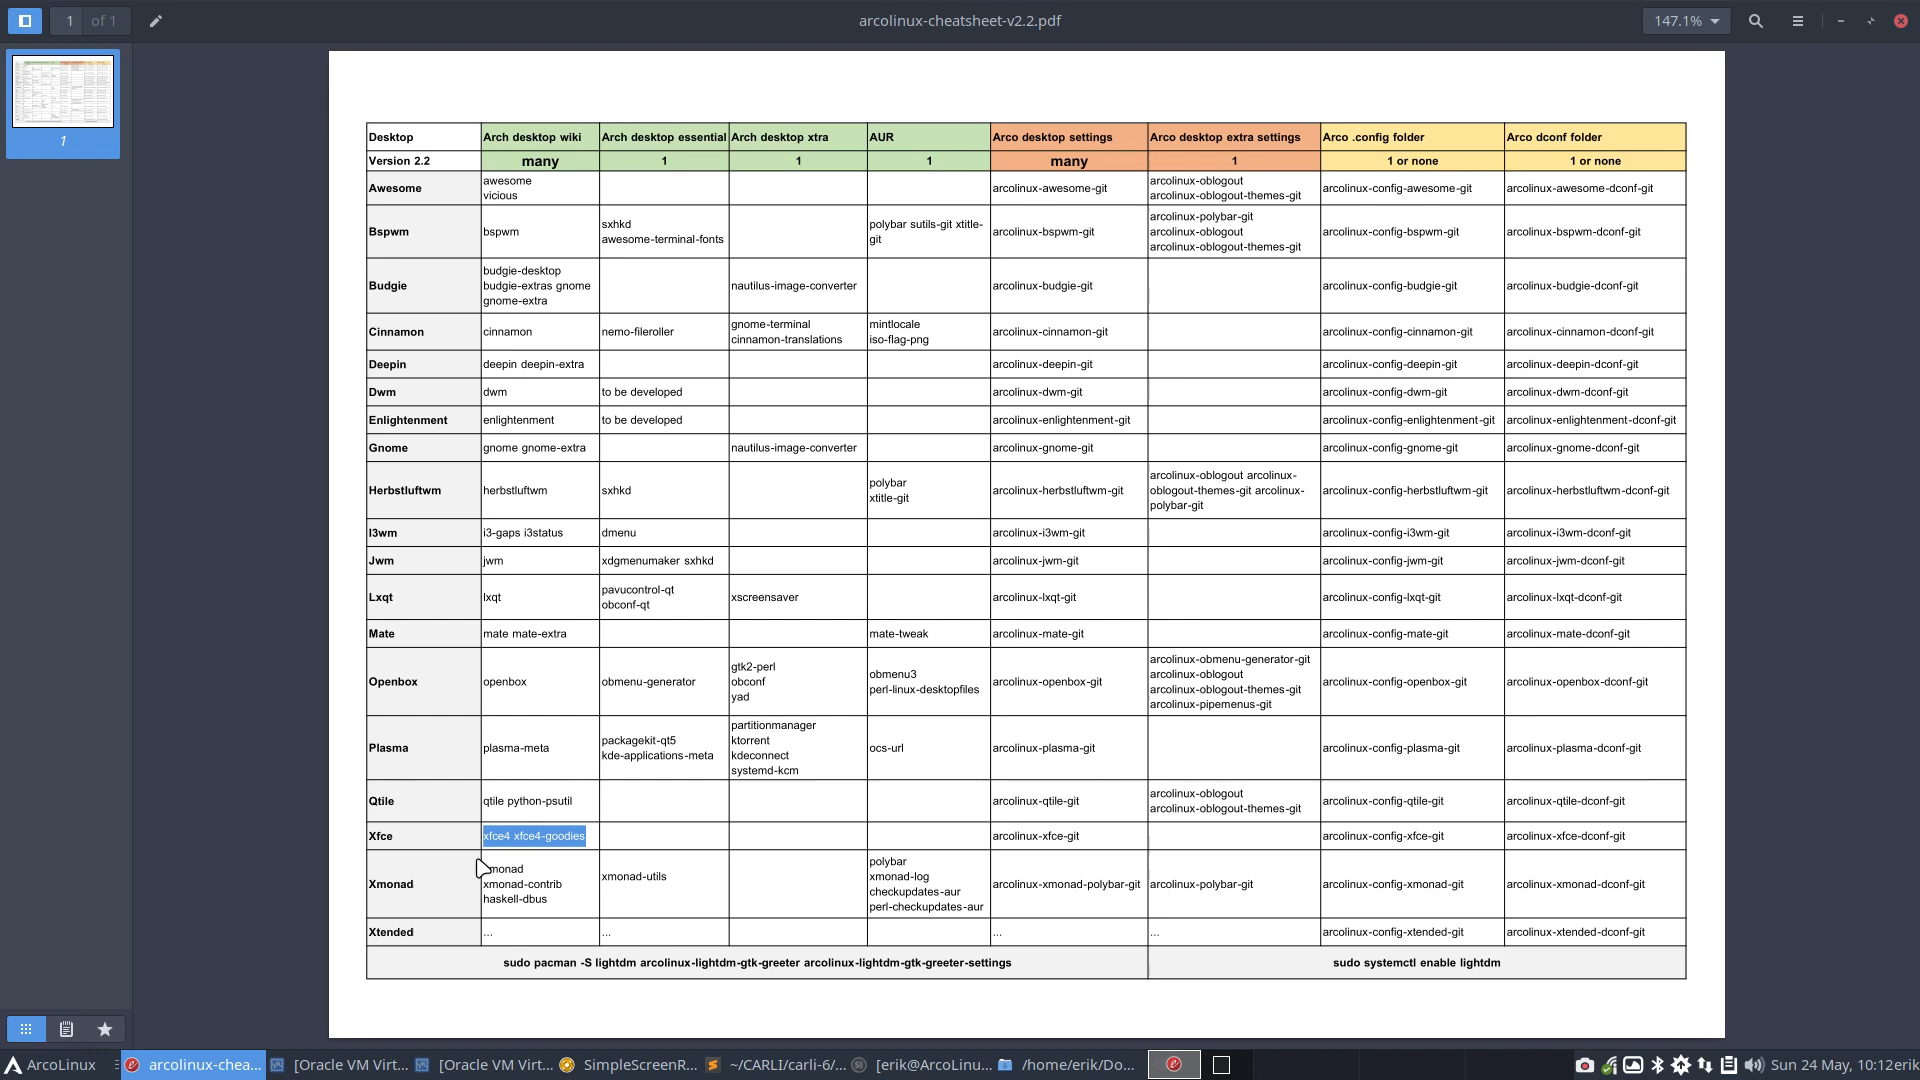 1 of 1
arcolinux-cheatsheet-v2.2.pdf
147.1%
1
Desktop Arch desktop wiki Arch desktop essential Arch desktop xtra AUR Arco desktop settings Arco desktop extra settings Arco .config folder Arco dconf folder
Version 2.2 many 1 1 1 many 1 1 or none 1 or none
Awesome
awesome
vicious
arcolinux-awesome-git
arcolinux-oblogout
arcolinux-oblogout-themes-git
arcolinux-config-awesome-git
arcolinux-awesome-dconf-git
Bspwm
bspwm
sxhkd
awesome-terminal-fonts
polybar sutils-git xtitle-
git
arcolinux-bspwm-git
arcolinux-polybar-git
arcolinux-oblogout
arcolinux-oblogout-themes-git
arcolinux-config-bspwm-git
arcolinux-bspwm-dconf-git
Budgie
budgie-desktop
budgie-extras gnome
gnome-extra
nautilus-image-converter
arcolinux-budgie-git
arcolinux-config-budgie-git
arcolinux-budgie-dconf-git
Cinnamon
cinnamon
nemo-fileroller
gnome-terminal
cinnamon-translations
mintlocale
iso-flag-png
arcolinux-cinnamon-git
arcolinux-config-cinnamon-git
arcolinux-cinnamon-dconf-git
Deepin deepin deepin-extra arcolinux-deepin-git arcolinux-config-deepin-git arcolinux-deepin-dconf-git
Dwm dwm to be developed arcolinux-dwm-git arcolinux-config-dwm-git arcolinux-dwm-dconf-git
Enlightenment enlightenment to be developed arcolinux-enlightenment-git arcolinux-config-enlightenment-git arcolinux-enlightenment-dconf-git
Gnome gnome gnome-extra nautilus-image-converter arcolinux-gnome-git arcolinux-config-gnome-git arcolinux-gnome-dconf-git
Herbstluftwm
herbstluftwm
sxhkd
polybar
xtitle-git
arcolinux-herbstluftwm-git
arcolinux-oblogout arcolinux-
oblogout-themes-git arcolinux-
polybar-git
arcolinux-config-herbstluftwm-git
arcolinux-herbstluftwm-dconf-git
I3wm i3-gaps i3status dmenu arcolinux-i3wm-git arcolinux-config-i3wm-git arcolinux-i3wm-dconf-git
Jwm jwm xdgmenumaker sxhkd arcolinux-jwm-git arcolinux-config-jwm-git arcolinux-jwm-dconf-git
Lxqt
lxqt
pavucontrol-qt
obconf-qt
xscreensaver
arcolinux-lxqt-git
arcolinux-config-lxqt-git
arcolinux-lxqt-dconf-git
Mate mate mate-extra mate-tweak arcolinux-mate-git arcolinux-config-mate-git arcolinux-mate-dconf-git
Openbox
openbox
obmenu-generator
gtk2-perl
obconf
yad
obmenu3
perl-linux-desktopfiles
arcolinux-openbox-git
arcolinux-obmenu-generator-git
arcolinux-oblogout
arcolinux-oblogout-themes-git
arcolinux-pipemenus-git
arcolinux-config-openbox-git
arcolinux-openbox-dconf-git
Plasma
plasma-meta
packagekit-qt5
kde-applications-meta
partitionmanager
ktorrent
kdeconnect
systemd-kcm
ocs-url
arcolinux-plasma-git
arcolinux-config-plasma-git
arcolinux-plasma-dconf-git
Qtile
qtile python-psutil
arcolinux-qtile-git
arcolinux-oblogout
arcolinux-oblogout-themes-git
arcolinux-config-qtile-git
arcolinux-qtile-dconf-git
Xfce xfce4 xfce4-goodies arcolinux-xfce-git arcolinux-config-xfce-git arcolinux-xfce-dconf-git
Xmonad
xmonad
xmonad-contrib
haskell-dbus
xmonad-utils
polybar
xmonad-log
checkupdates-aur
perl-checkupdates-aur
arcolinux-xmonad-polybar-git
arcolinux-polybar-git
arcolinux-config-xmonad-git
arcolinux-xmonad-dconf-git
Xtended ... ... ... ... arcolinux-config-xtended-git arcolinux-xtended-dconf-git
sudo pacman -S lightdm arcolinux-lightdm-gtk-greeter arcolinux-lightdm-gtk-greeter-settings sudo systemctl enable lightdm
ArcoLinux arcolinux-chea... [Oracle VM Virt... [Oracle VM Virt... SimpleScreenR... ~/CARLI/carli-6/... [erik@ArcoLinu... /home/erik/Do... Sun 24 May, 10:12 erik